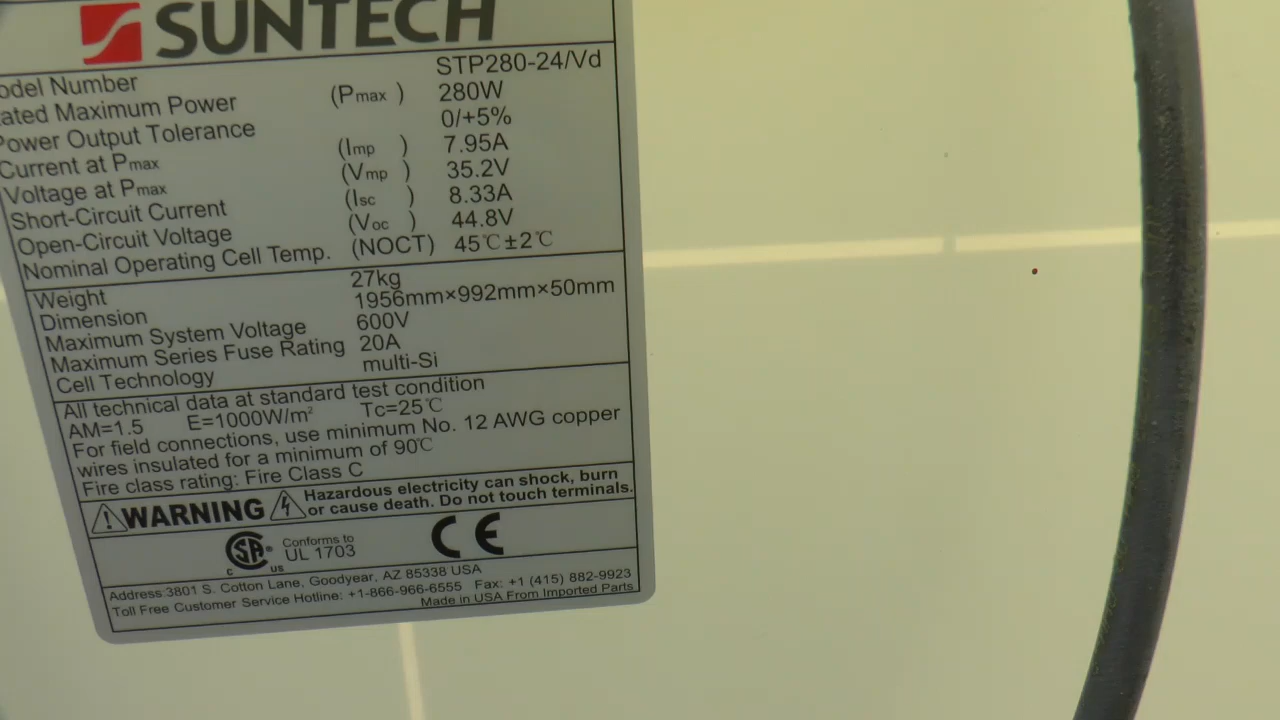 SUNTECH
odel Number STP280-24/Vd
ated Maximum Power (Pmax ) 280W
Power Output Tolerance 0/+5%
Current at Pmax (Imp ) 7.95A
Voltage at Pmax (Vmp ) 35.2V
Short-Circuit Current (Isc ) 8.33A
Open-Circuit Voltage (Voc ) 44.8V
Nominal Operating Cell Temp. (NOCT) 45℃±2℃
Weight 27kg
Dimension 1956mm×992mm×50mm
Maximum System Voltage 600V
Maximum Series Fuse Rating 20A
Cell Technology multi-Si
All technical data at standard test condition
AM=1.5 E=1000W/m² Tc=25℃
For field connections, use minimum No. 12 AWG copper
wires insulated for a minimum of 90℃
Fire class rating: Fire Class C
WARNING Hazardous electricity can shock, burn
or cause death. Do not touch terminals.
SA® C US Conforms to
UL 1703
CE
Address:3801 S. Cotton Lane, Goodyear, AZ 85338 USA
Toll Free Customer Service Hotline: +1-866-966-6555 Fax: +1 (415) 882-9923
Made in USA From Imported Parts